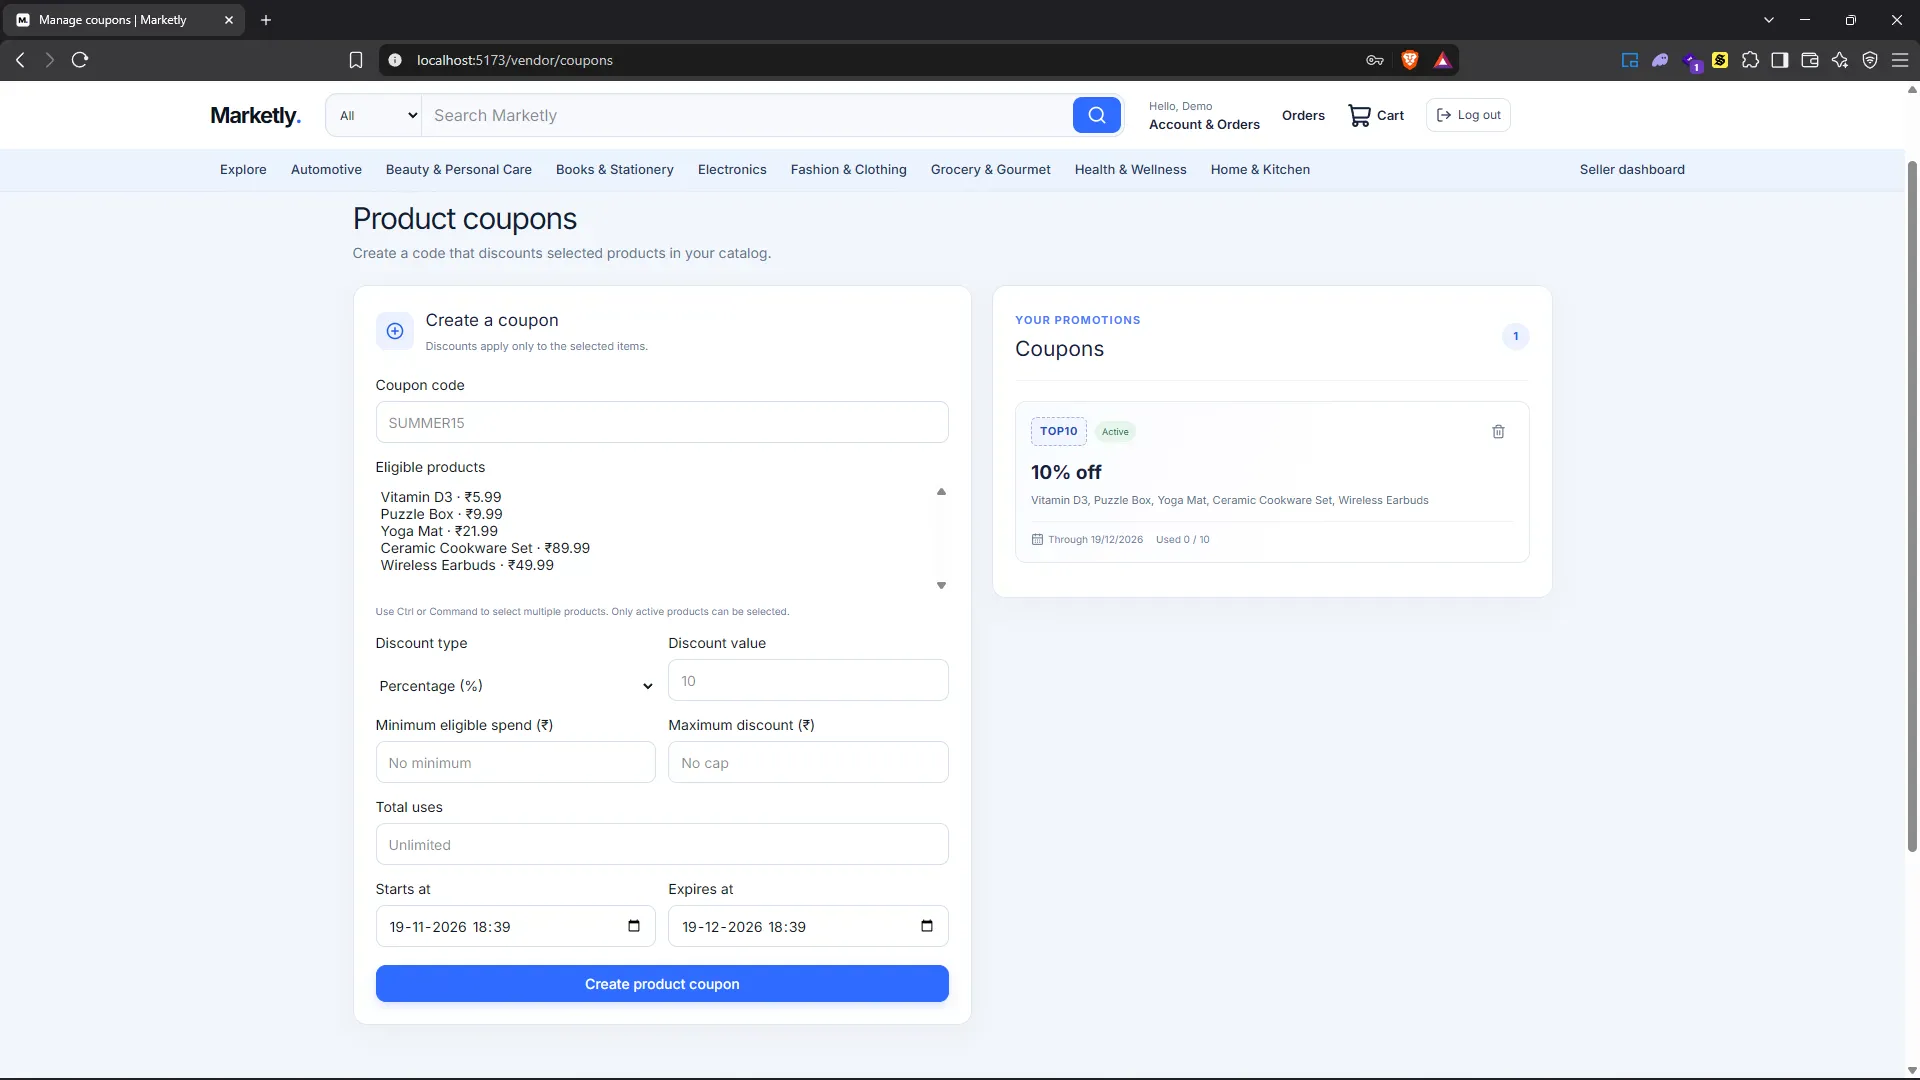 Manage coupons | Marketly
localhost:5173/vendor/coupons
1
Marketly.
All
Search Marketly
Hello, Demo
Account & Orders
Orders
Cart
Log out
Explore
Automotive
Beauty & Personal Care
Books & Stationery
Electronics
Fashion & Clothing
Grocery & Gourmet
Health & Wellness
Home & Kitchen
Seller dashboard
Product coupons
Create a code that discounts selected products in your catalog.
Create a coupon
Discounts apply only to the selected items.
Coupon code
SUMMER15
Eligible products
Vitamin D3 · ₹5.99
Puzzle Box · ₹9.99
Yoga Mat · ₹21.99
Ceramic Cookware Set · ₹89.99
Wireless Earbuds · ₹49.99
Use Ctrl or Command to select multiple products. Only active products can be selected.
Discount type
Discount value
Percentage (%)
10
Minimum eligible spend (₹)
Maximum discount (₹)
No minimum
No cap
Total uses
Unlimited
Starts at
Expires at
19-11-2026 18:39
19-12-2026 18:39
Create product coupon
YOUR PROMOTIONS
Coupons
1
TOP10
Active
10% off
Vitamin D3, Puzzle Box, Yoga Mat, Ceramic Cookware Set, Wireless Earbuds
Through 19/12/2026
Used 0 / 10